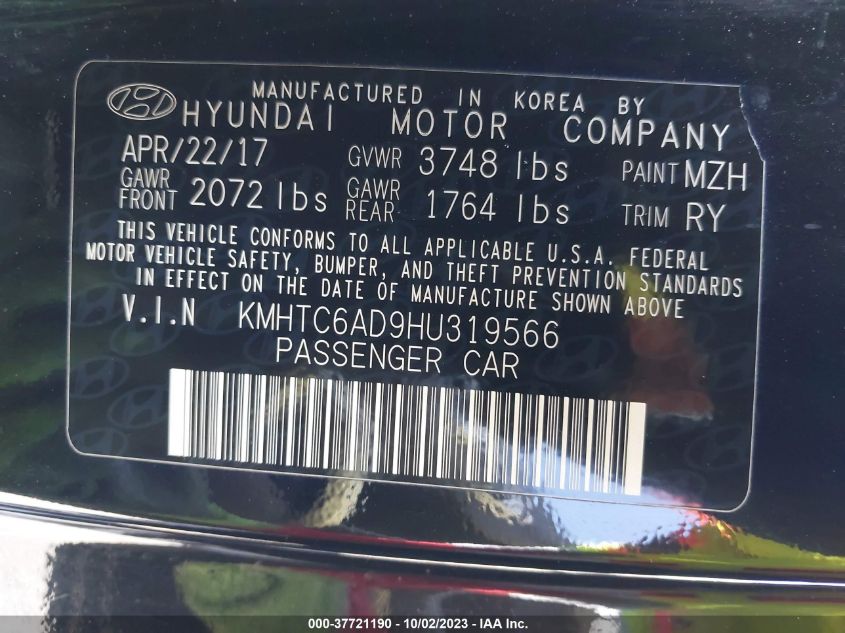 MANUFACTURED IN KOREA BY
HYUNDAI MOTOR COMPANY
APR/22/17 GVWR 3748 lbs PAINT MZH
GAWR FRONT 2072 lbs GAWR REAR 1764 lbs TRIM RY
THIS VEHICLE CONFORMS TO ALL APPLICABLE U.S.A. FEDERAL
MOTOR VEHICLE SAFETY, BUMPER, AND THEFT PREVENTION STANDARDS
IN EFFECT ON THE DATE OF MANUFACTURE SHOWN ABOVE
V.I.N KMHTC6AD9HU319566
PASSENGER CAR
000-37721190 - 10/02/2023 - IAA Inc.